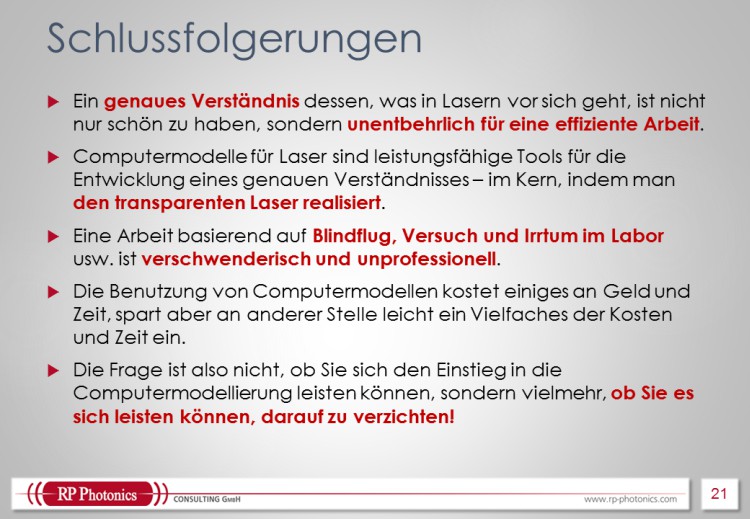 Schlussfolgerungen
Ein genaues Verständnis dessen, was in Lasern vor sich geht, ist nicht
nur schön zu haben, sondern unentbehrlich für eine effiziente Arbeit.
Computermodelle für Laser sind leistungsfähige Tools für die
Entwicklung eines genauen Verständnisses – im Kern, indem man
den transparenten Laser realisiert.
Eine Arbeit basierend auf Blindflug, Versuch und Irrtum im Labor
usw. ist verschwenderisch und unprofessionell.
Die Benutzung von Computermodellen kostet einiges an Geld und
Zeit, spart aber an anderer Stelle leicht ein Vielfaches der Kosten
und Zeit ein.
Die Frage ist also nicht, ob Sie sich den Einstieg in die
Computermodellierung leisten können, sondern vielmehr, ob Sie es
sich leisten können, darauf zu verzichten!
RP Photonics CONSULTING GmbH
www.rp-photonics.com
21